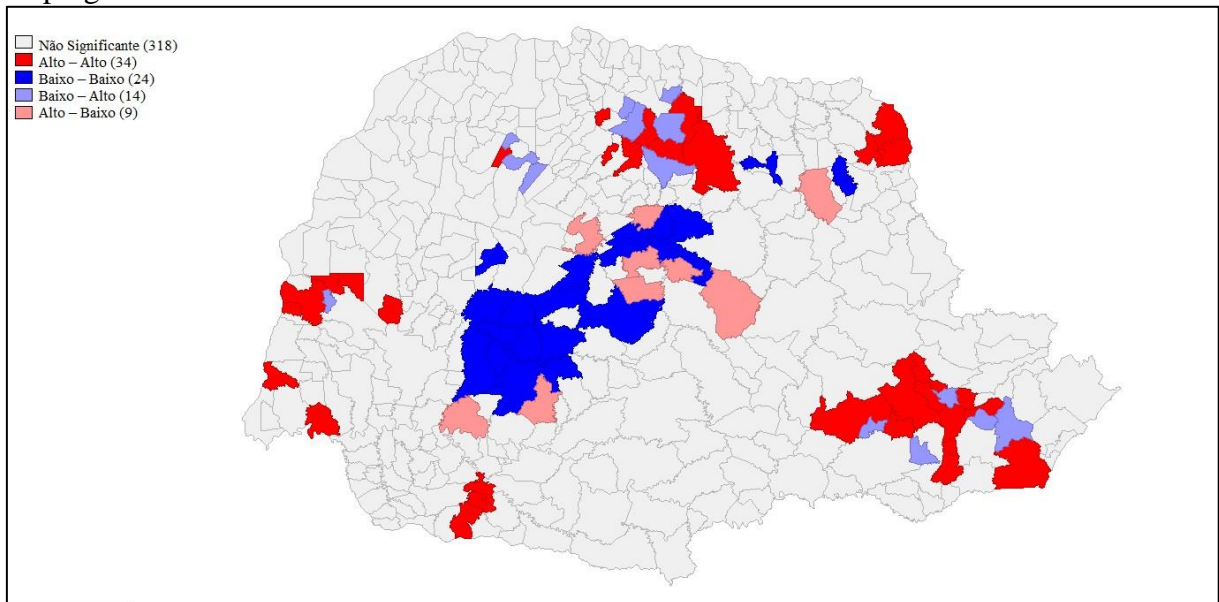 Não Significante (318)
Alto – Alto (34)
Baixo – Baixo (24)
Baixo – Alto (14)
Alto – Baixo (9)